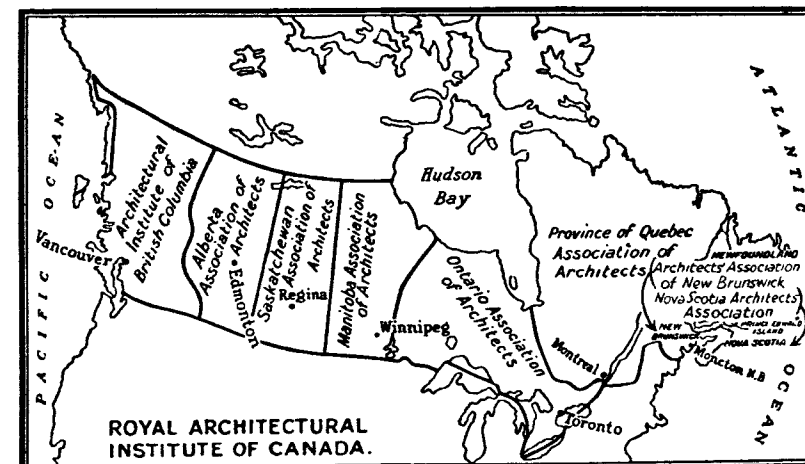 ATLANTIC
OCEAN
PACIFIC OCEAN
Hudson
Bay
Architectural
Institute of
British Columbia
Vancouver
Alberta
Association of
Architects
Edmonton
Saskatchewan
Association of
Architects
Regina
Manitoba Association
of Architects
Winnipeg
Ontario Association
of Architects
Province of Quebec
Association of
Architects
NEWFOUNDLAND
Architects' Association
of New Brunswick
Nova Scotia Architects
Association
PRINCE EDWARD
ISLAND
NEW
BRUNSWICK
NOVA SCOTIA
Moncton N.B
Montreal
Toronto
ROYAL ARCHITECTURAL
INSTITUTE OF CANADA.